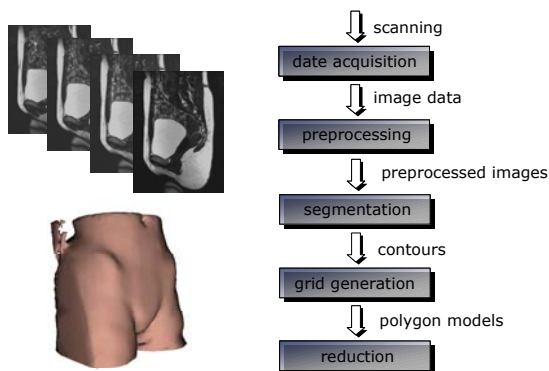 scanning
date acquisition
image data
preprocessing
preprocessed images
segmentation
contours
grid generation
polygon models
reduction